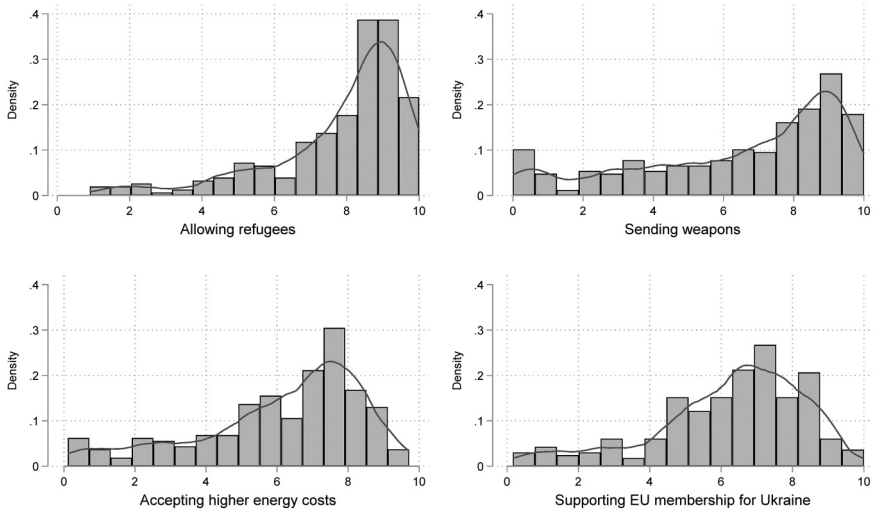 .4
.3
.2
.1
0
Density
0 2 4 6 8 10
Allowing refugees
.4
.3
.2
.1
0
Density
0 2 4 6 8 10
Sending weapons
.4
.3
.2
.1
0
Density
0 2 4 6 8 10
Accepting higher energy costs
.4
.3
.2
.1
0
Density
0 2 4 6 8 10
Supporting EU membership for Ukraine